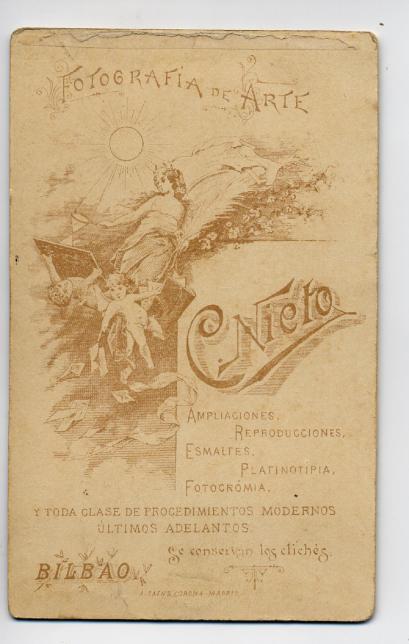 FOTOGRAFÍA DE ARTE
C. Nieto
AMPLIACIONES,
REPRODUCCIONES,
ESMALTES,
PLATINOTIPIA,
FOTOCRÓMIA,
Y TODA CLASE DE PROCEDIMIENTOS MODERNOS
ÚLTIMOS ADELANTOS.
Se conservan los clichés.
BILBAO